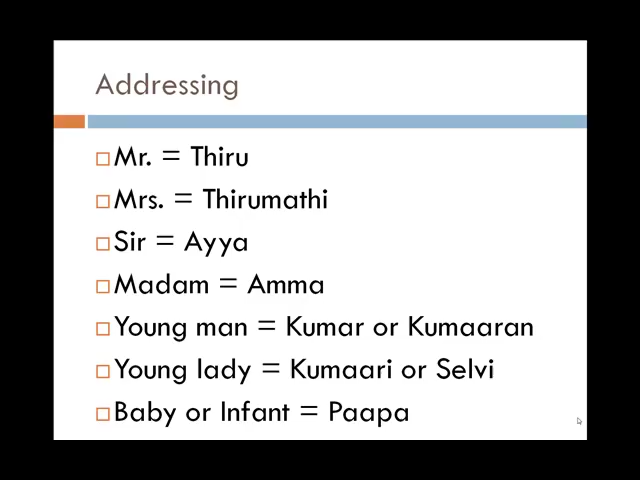 Addressing
Mr. = Thiru
Mrs. = Thirumathi
Sir = Ayya
Madam = Amma
Young man = Kumar or Kumaaran
Young lady = Kumaari or Selvi
Baby or Infant = Paapa